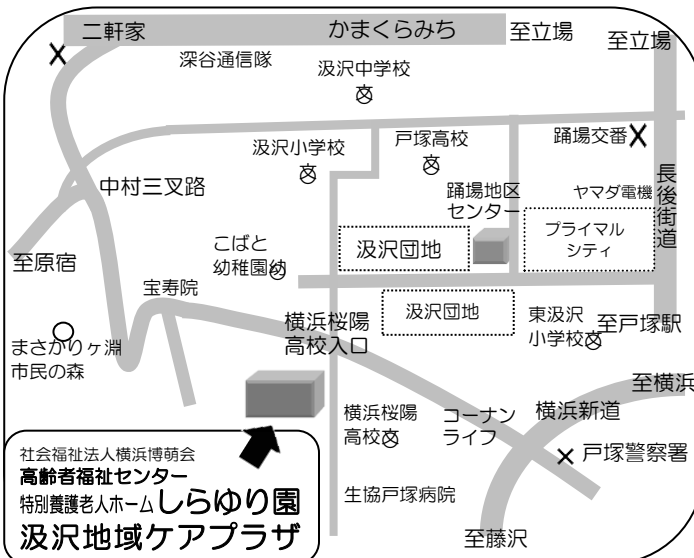 二軒家
かまくらみち
至立場
至立場
深谷通信隊
汲沢中学校
汲沢小学校
戸塚高校
踊場交番
中村三叉路
踊場地区
センター
ヤマダ電機
長後街道
プライマル
シティ
こばと
幼稚園幼
汲沢団地
至原宿
宝寿院
汲沢団地
横浜桜陽
高校入口
東汲沢
小学校
至戸塚駅
まさかりヶ淵
市民の森
至横浜
横浜桜陽
高校
コーナン
ライフ
横浜新道
戸塚警察署
生協戸塚病院
至藤沢
社会福祉法人横浜博萌会
高齢者福祉センター
特別養護老人ホームしらゆり園
汲沢地域ケアプラザ